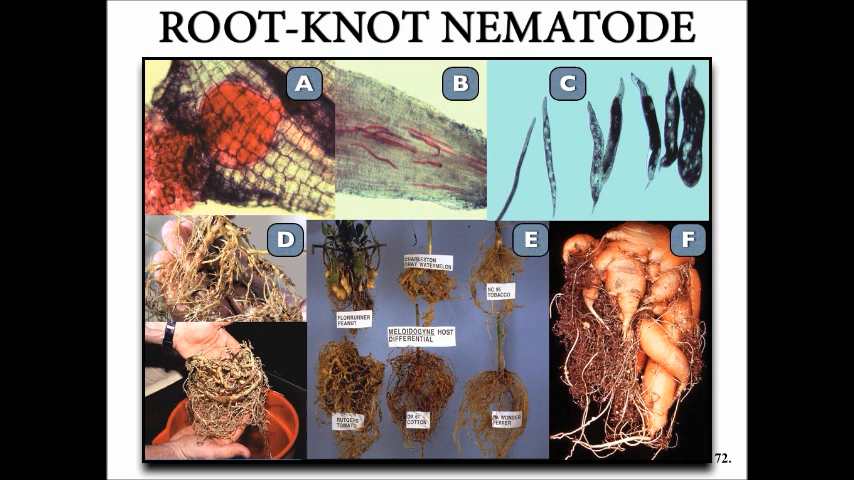 ROOT-KNOT NEMATODE
A
B
C
D
E
F
CHARLESTON
GRAY WATERMELON
NC 95
TOBACCO
FLORRUNNER
PEANUT
MELOIDOGYNE HOST
DIFFERENTIAL
RUTGERS
TOMATO
COTTON
WONDER
PEPPER
72.